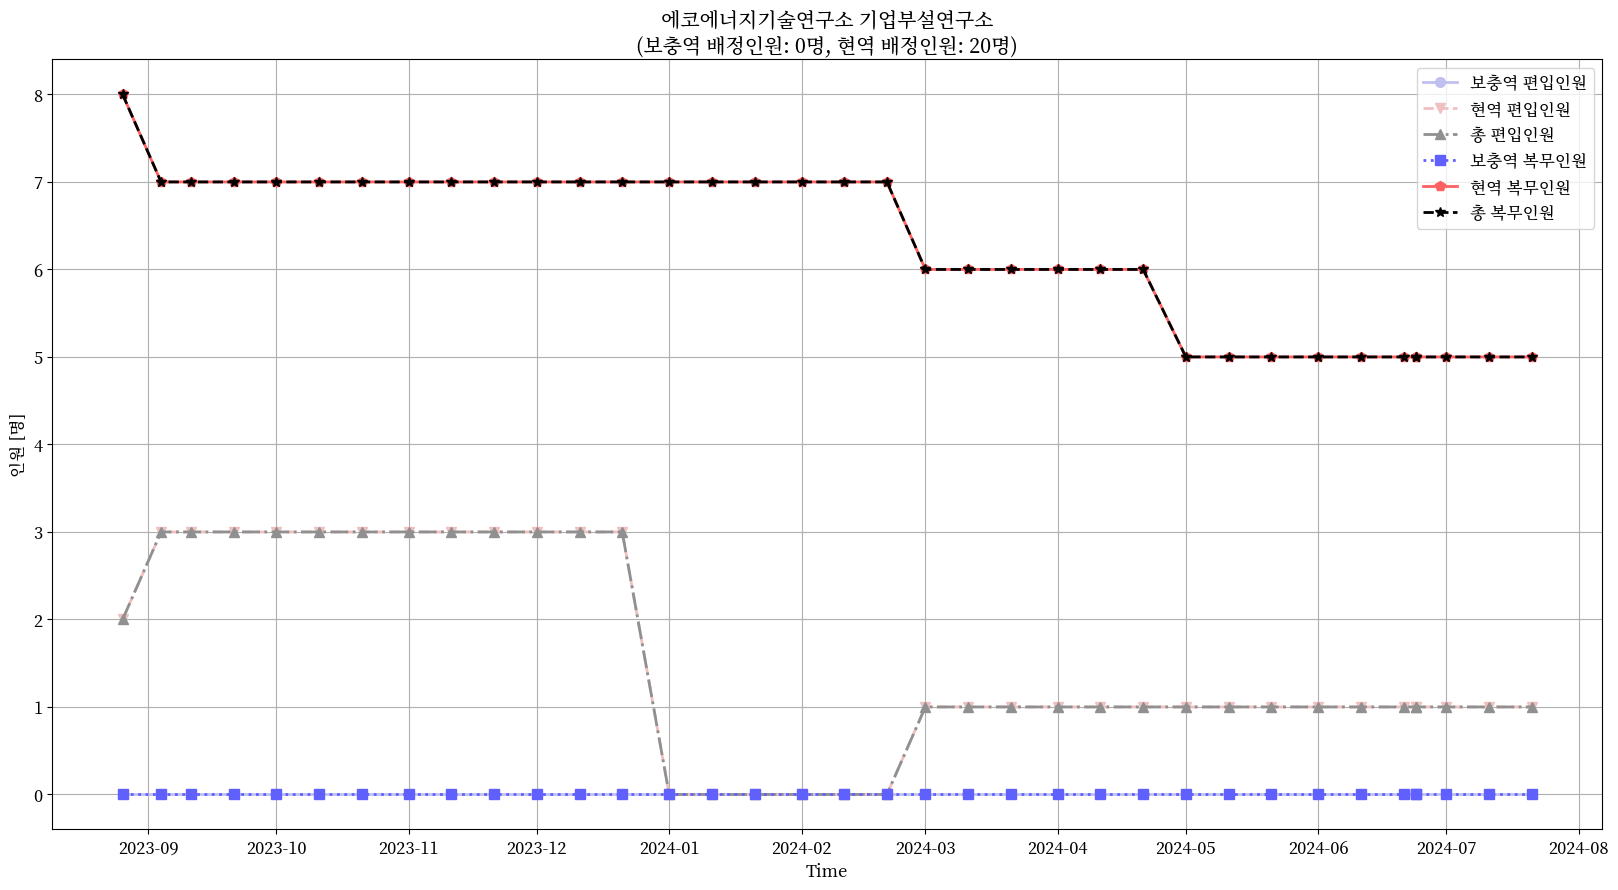 에코에너지기술연구소 기업부설연구소
(보충역 배정인원: 0명, 현역 배정인원: 20명)
보충역 편입인원
현역 편입인원
총 편입인원
보충역 복무인원
현역 복무인원
총 복무인원
인원 [명]
8
7
6
5
4
3
2
1
0
2023-09
2023-10
2023-11
2023-12
2024-01
2024-02
2024-03
2024-04
2024-05
2024-06
2024-07
2024-08
Time